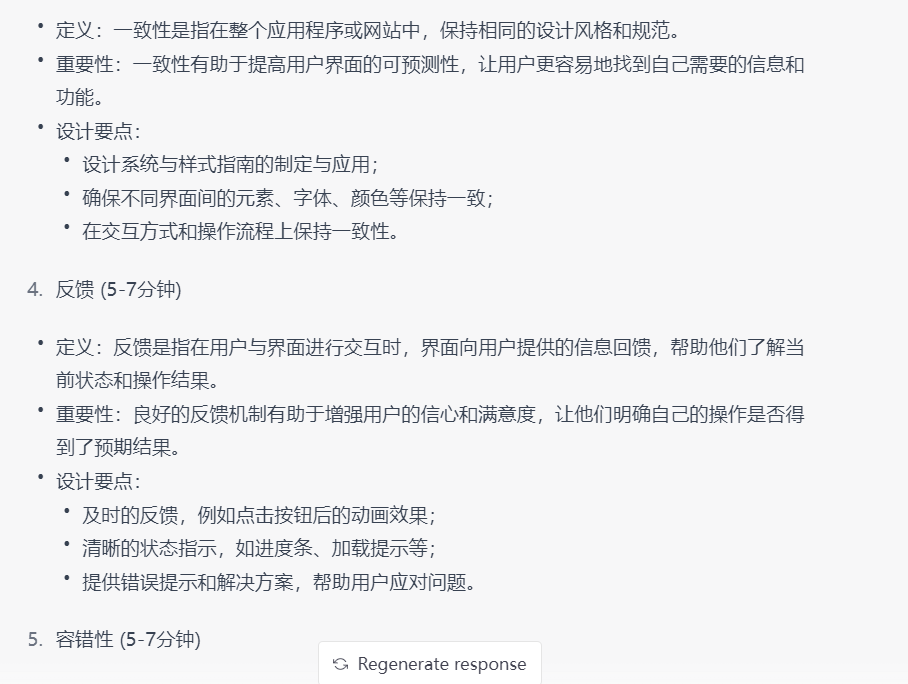 • 定义：一致性是指在整个应用程序或网站中，保持相同的设计风格和规范。
• 重要性：一致性有助于提高用户界面的可预测性，让用户更容易地找到自己需要的信息和
功能。
• 设计要点：
• 设计系统与样式指南的制定与应用；
• 确保不同界面间的元素、字体、颜色等保持一致；
• 在交互方式和操作流程上保持一致性。
4. 反馈 (5-7分钟)
• 定义：反馈是指在用户与界面进行交互时，界面向用户提供的信息回馈，帮助他们了解当
前状态和操作结果。
• 重要性：良好的反馈机制有助于增强用户的信心和满意度，让他们明确自己的操作是否得
到了预期结果。
• 设计要点：
• 及时的反馈，例如点击按钮后的动画效果；
• 清晰的状态指示，如进度条、加载提示等；
• 提供错误提示和解决方案，帮助用户应对问题。
5. 容错性 (5-7分钟)
Regenerate response